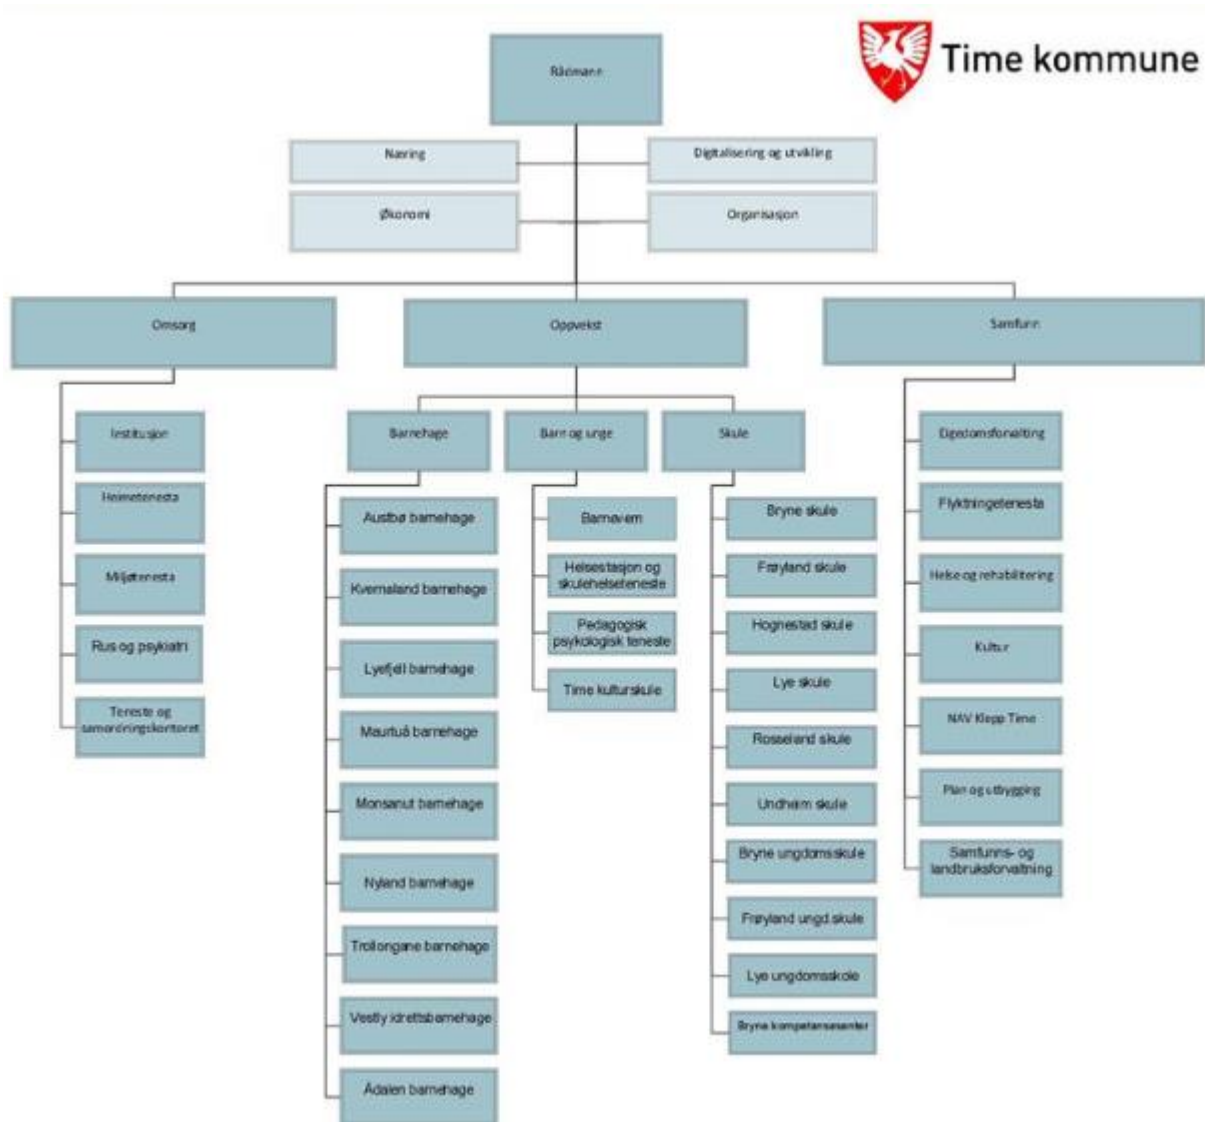 Time kommune
Rådmann
Næring
Digitalisering og utvikling
Økonomi
Organisasjon
Omsorg
Oppvekst
Samfunn
Institusjon
Heimetenesta
Miljøtenesta
Rus og psykiatri
Teneste og
samordningskontoret
Barnehage
Barn og unge
Skule
Austbø barnehage
Kvernaland barnehage
Lyefjell barnehage
Maurtuå barnehage
Monsanut barnehage
Nyland barnehage
Trollongane barnehage
Vestly idrettsbarnehage
Ådalen barnehage
Barnevern
Helsestasjon og
skulehelseteneste
Pedagogisk
psykologisk teneste
Time kulturskule
Bryne skule
Frøyland skule
Hognestad skule
Lye skule
Rosseland skule
Undheim skule
Bryne ungdomsskule
Frøyland ungd.skule
Lye ungdomsskole
Bryne kompetansesenter
Eigedomsforvalting
Flyktningetenesta
Helse og rehabilitering
Kultur
NAV Klepp Time
Plan og utbygging
Samfunns- og
landbruksforvaltning